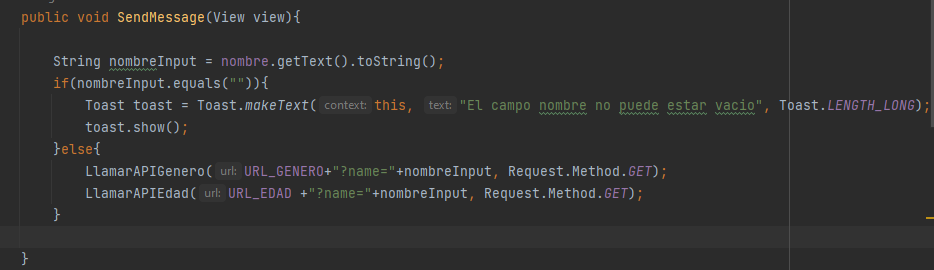 public void SendMessage(View view){
String nombreInput = nombre.getText().toString();
if(nombreInput.equals("")){
Toast toast = Toast.makeText( context: this, text: "El campo nombre no puede estar vacio", Toast.LENGTH_LONG);
toast.show();
}else{
LlamarAPIGenero( url: URL_GENERO+"?name="+nombreInput, Request.Method.GET);
LlamarAPIEdad( url: URL_EDAD +"?name="+nombreInput, Request.Method.GET);
}
}